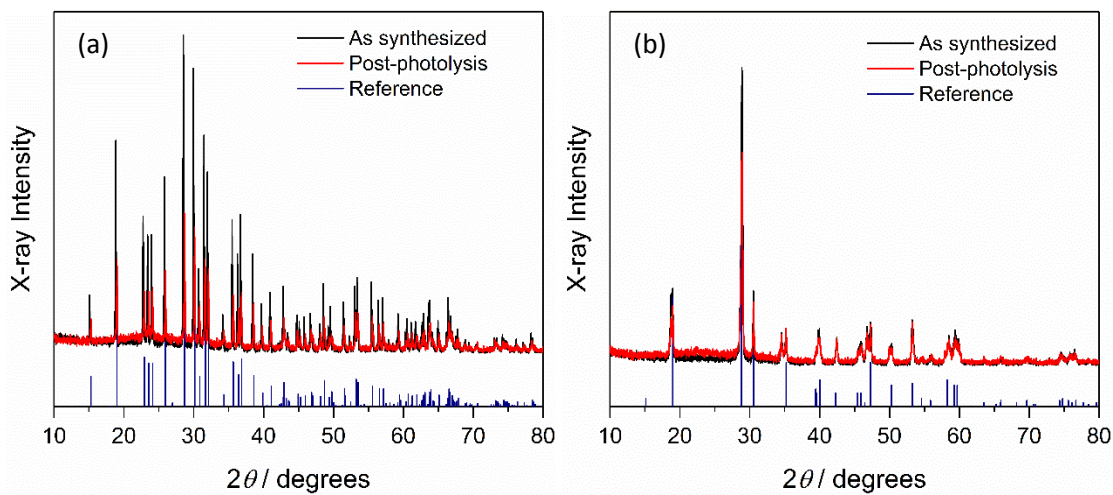 (a)
As synthesized
Post-photolysis
Reference
X-ray Intensity
10 20 30 40 50 60 70 80
2θ / degrees
(b)
As synthesized
Post-photolysis
Reference
X-ray Intensity
10 20 30 40 50 60 70 80
2θ / degrees